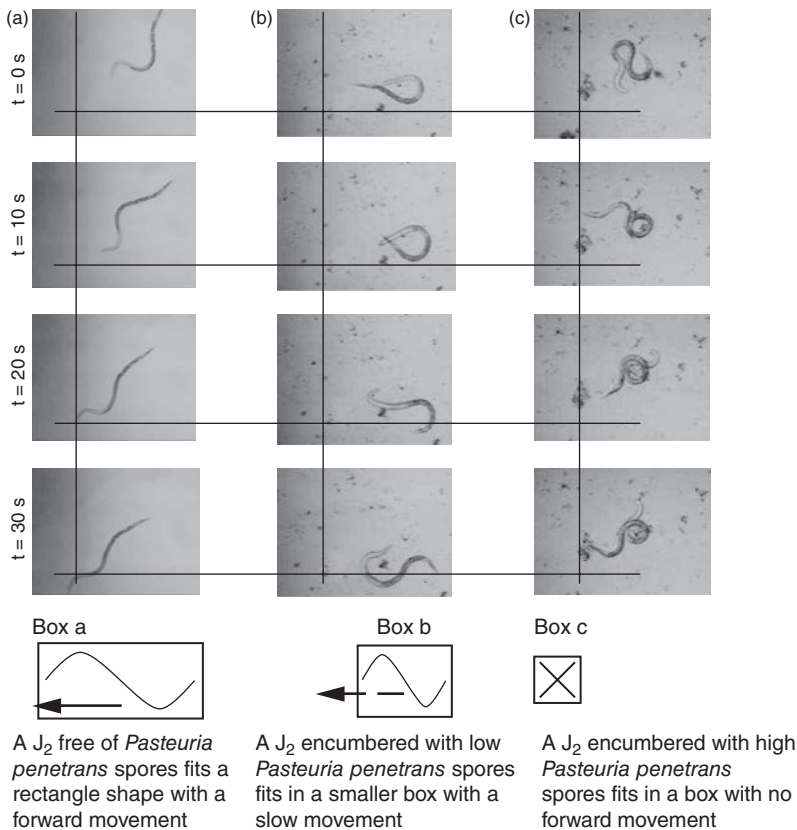 (a)
(b)
(c)
t = 0 s
t = 10 s
t = 20 s
t = 30 s
Box a
Box b
Box c
A J₂ free of Pasteuria
penetrans spores fits a
rectangle shape with a
forward movement
A J₂ encumbered with low
Pasteuria penetrans spores
fits in a smaller box with a
slow movement
A J₂ encumbered with high
Pasteuria penetrans
spores fits in a box with no
forward movement